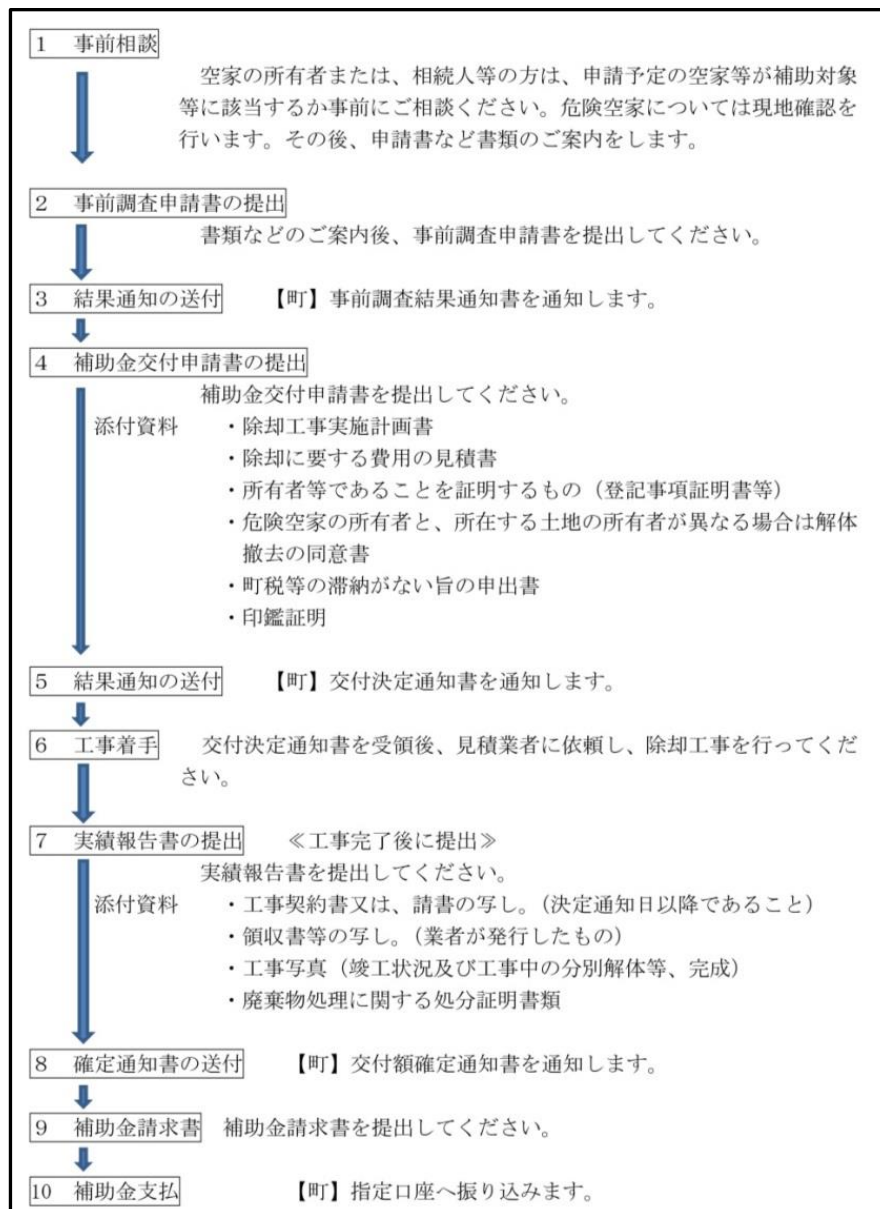 1 事前相談
空家の所有者または、相続人等の方は、申請予定の空家等が補助対象
等に該当するか事前にご相談ください。危険空家については現地確認を
行います。その後、申請書など書類のご案内をします。
2 事前調査申請書の提出
書類などのご案内後、事前調査申請書を提出してください。
3 結果通知の送付 【町】事前調査結果通知書を通知します。
4 補助金交付申請書の提出
補助金交付申請書を提出してください。
添付資料 ・除却工事実施計画書
・除却に要する費用の見積書
・所有者等であることを証明するもの（登記事項証明書等）
・危険空家の所有者と、所在する土地の所有者が異なる場合は解体
撤去の同意書
・町税等の滞納がない旨の申出書
・印鑑証明
5 結果通知の送付 【町】交付決定通知書を通知します。
6 工事着手 交付決定通知書を受領後、見積業者に依頼し、除却工事を行ってくだ
さい。
7 実績報告書の提出 ≪工事完了後に提出≫
実績報告書を提出してください。
添付資料 ・工事契約書又は、請書の写し。（決定通知日以降であること）
・領収書等の写し。（業者が発行したもの）
・工事写真（竣工状況及び工事中の分別解体等、完成）
・廃棄物処理に関する処分証明書類
8 確定通知書の送付 【町】交付額確定通知書を通知します。
9 補助金請求書 補助金請求書を提出してください。
10 補助金支払 【町】指定口座へ振り込みます。